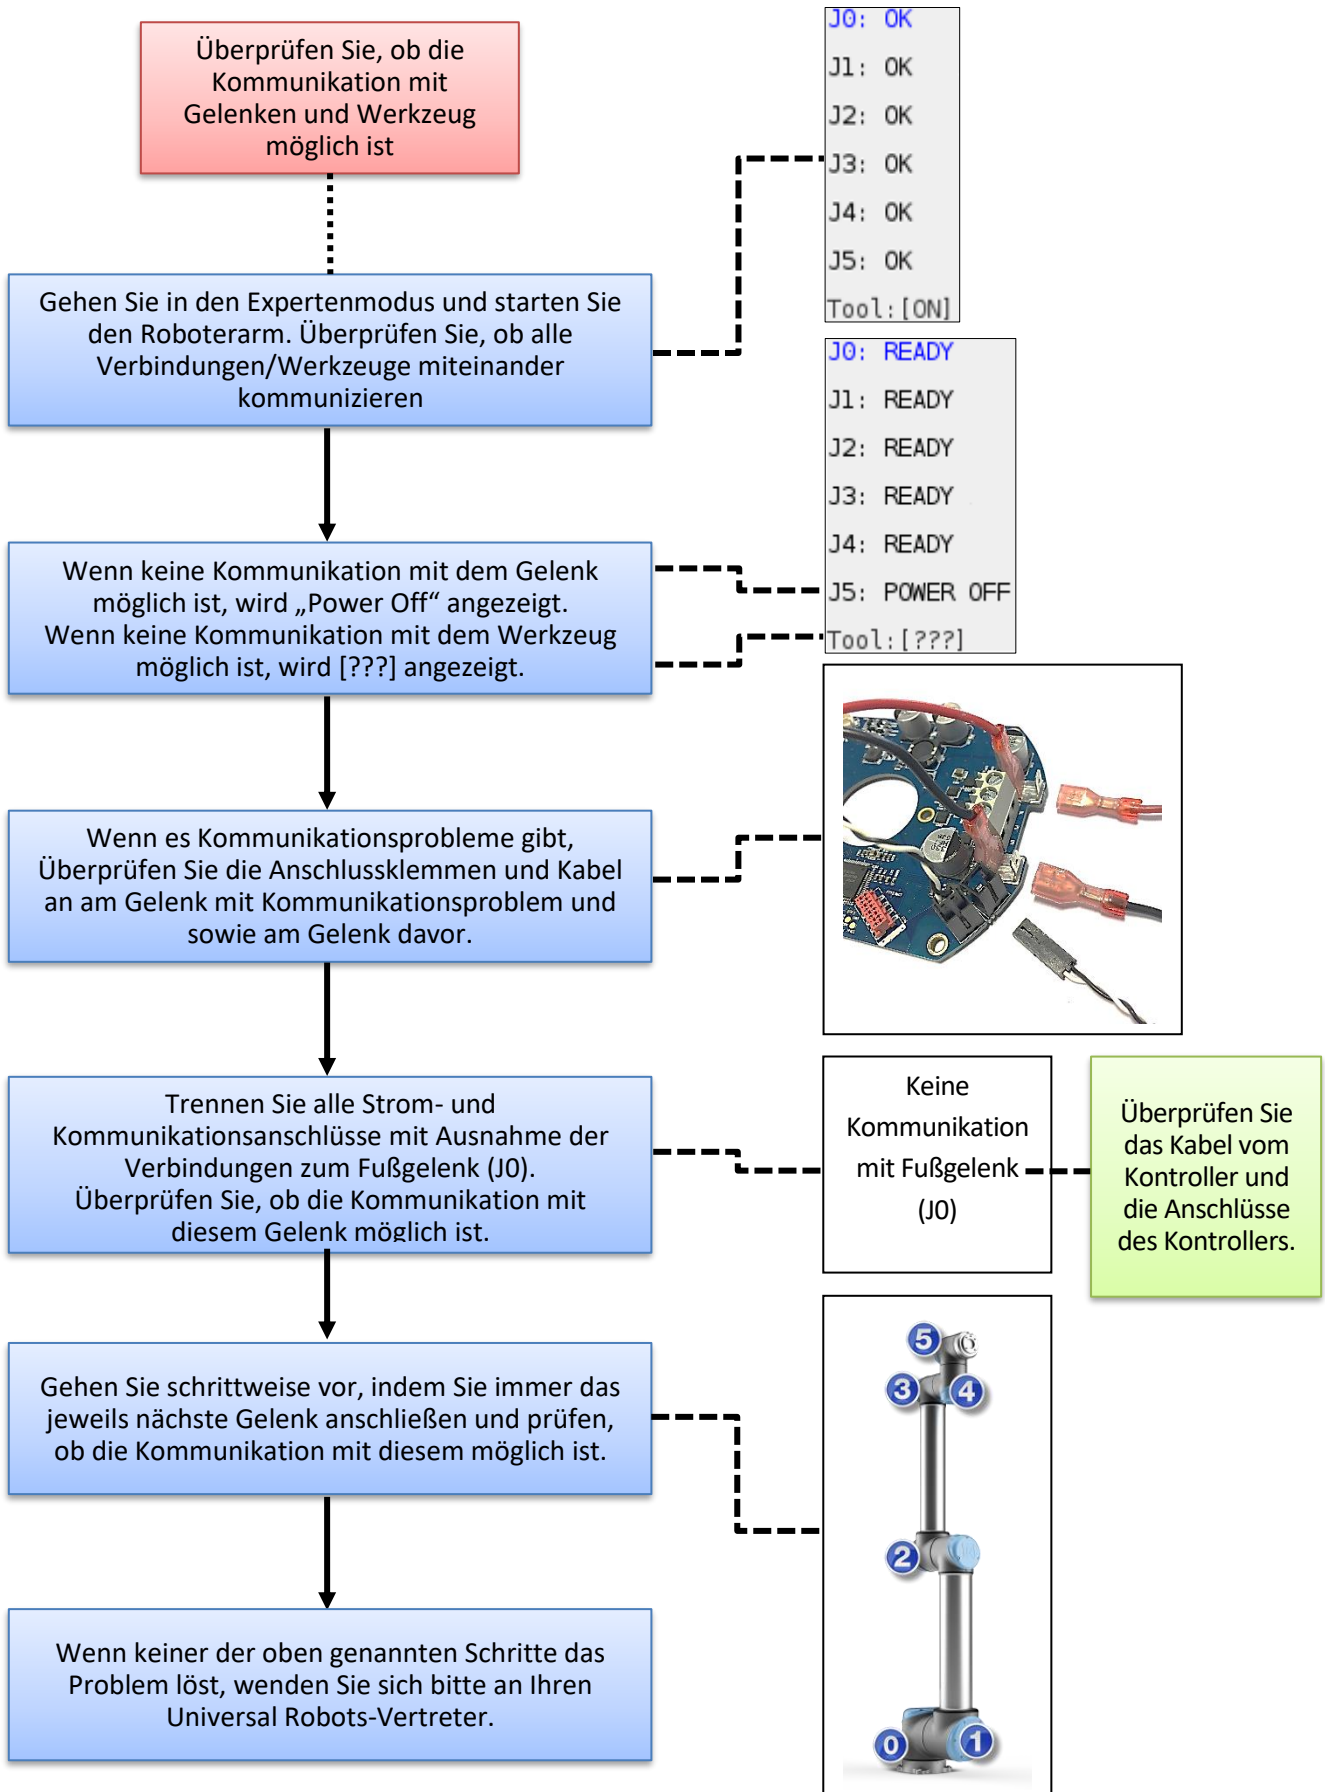 Überprüfen Sie, ob die
Kommunikation mit
Gelenken und Werkzeug
möglich ist
J0: OK
J1: OK
J2: OK
J3: OK
J4: OK
J5: OK
Tool:[ON]
Gehen Sie in den Expertenmodus und starten Sie
den Roboterarm. Überprüfen Sie, ob alle
Verbindungen/Werkzeuge miteinander
kommunizieren
J0: READY
J1: READY
J2: READY
J3: READY
J4: READY
J5: POWER OFF
Tool:[???]
Wenn keine Kommunikation mit dem Gelenk
möglich ist, wird „Power Off“ angezeigt.
Wenn keine Kommunikation mit dem Werkzeug
möglich ist, wird [???] angezeigt.
Wenn es Kommunikationsprobleme gibt,
Überprüfen Sie die Anschlussklemmen und Kabel
an am Gelenk mit Kommunikationsproblem und
sowie am Gelenk davor.
Trennen Sie alle Strom- und
Kommunikationsanschlüsse mit Ausnahme der
Verbindungen zum Fußgelenk (J0).
Überprüfen Sie, ob die Kommunikation mit
diesem Gelenk möglich ist.
Keine
Kommunikation
mit Fußgelenk
(J0)
Überprüfen Sie
das Kabel vom
Kontroller und
die Anschlüsse
des Kontrollers.
Gehen Sie schrittweise vor, indem Sie immer das
jeweils nächste Gelenk anschließen und prüfen,
ob die Kommunikation mit diesem möglich ist.
5
3 4
2
0 1
Wenn keiner der oben genannten Schritte das
Problem löst, wenden Sie sich bitte an Ihren
Universal Robots-Vertreter.